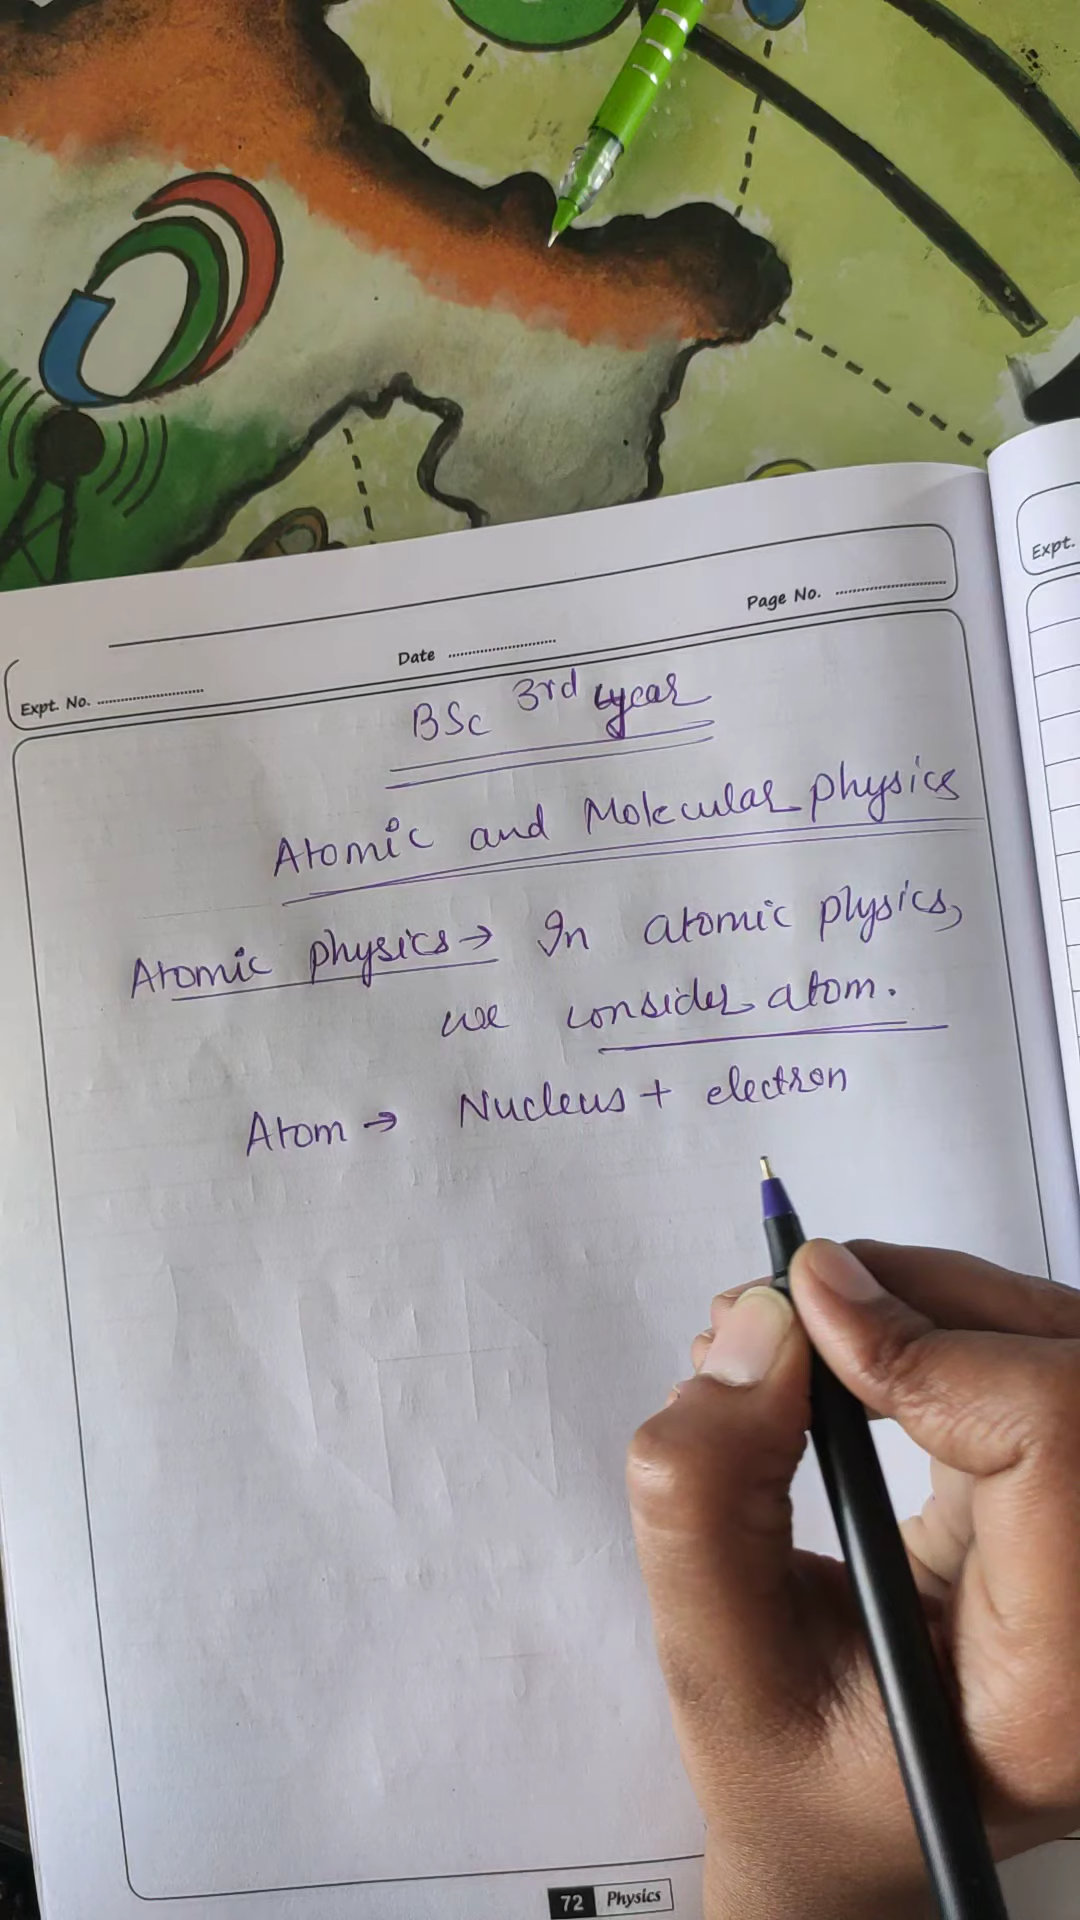 Expt. No.
Date
Page No.
Expt.
BSc 3rd year
Atomic and Molecular physics
Atomic physics → In atomic physics,
we consider atom.
Atom → Nucleus + electron
72 Physics